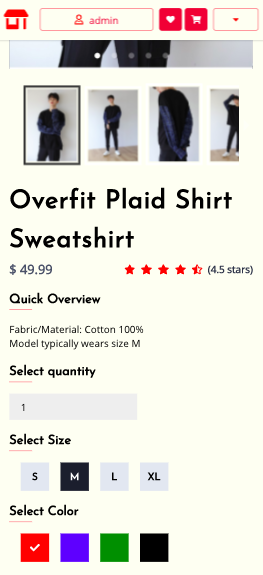 admin
Overfit Plaid Shirt
Sweatshirt
$ 49.99
(4.5 stars)
Quick Overview
Fabric/Material: Cotton 100%
Model typically wears size M
Select quantity
1
Select Size
S
M
L
XL
Select Color